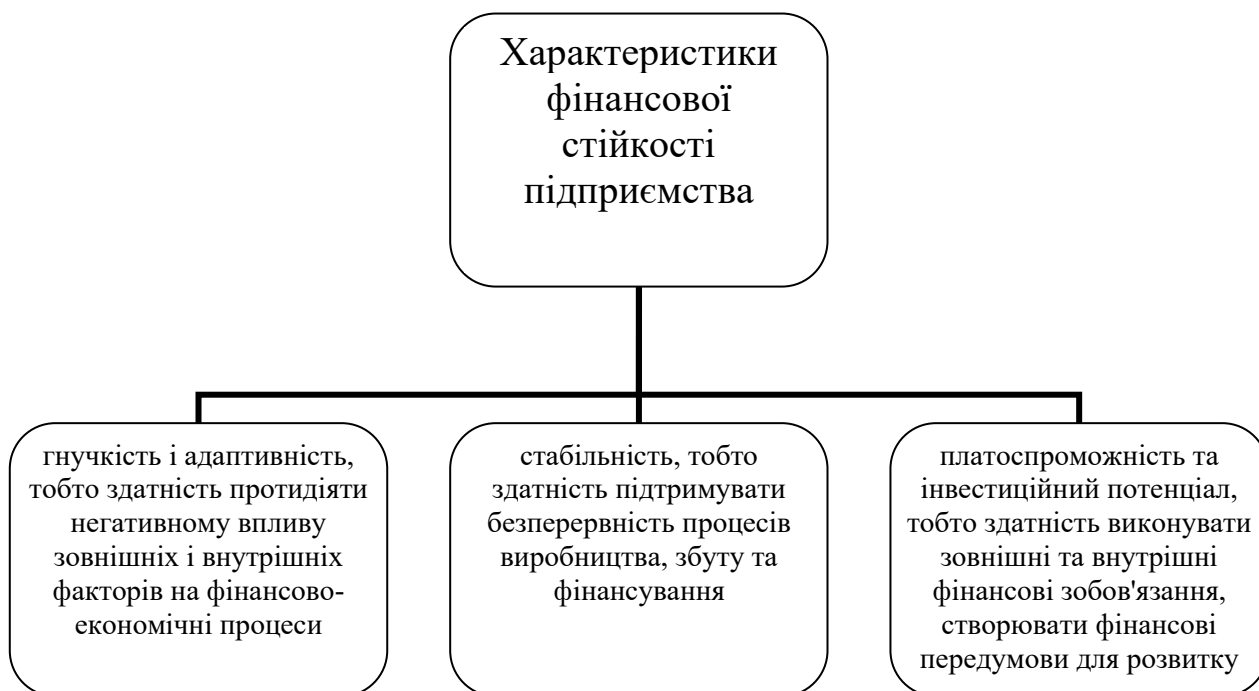 Характеристики
фінансової
стійкості
підприємства
гнучкість і адаптивність,
тобто здатність протидіяти
негативному впливу
зовнішніх і внутрішніх
факторів на фінансово-
економічні процеси
стабільність, тобто
здатність підтримувати
безперервність процесів
виробництва, збуту та
фінансування
платоспроможність та
інвестиційний потенціал,
тобто здатність виконувати
зовнішні та внутрішні
фінансові зобов'язання,
створювати фінансові
передумови для розвитку